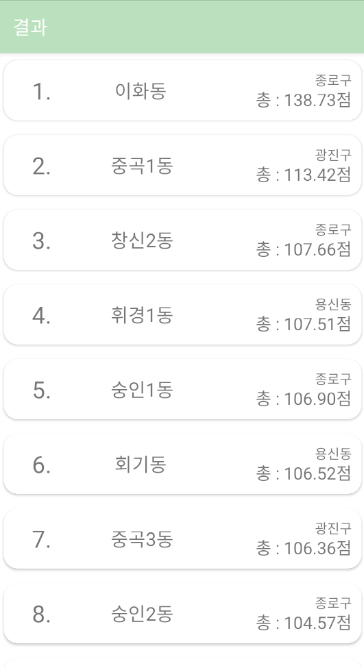 결과
1.
이화동
종로구
총 : 138.73점
2.
중곡1동
광진구
총 : 113.42점
3.
창신2동
종로구
총 : 107.66점
4.
휘경1동
용신동
총 : 107.51점
5.
숭인1동
종로구
총 : 106.90점
6.
회기동
용신동
총 : 106.52점
7.
중곡3동
광진구
총 : 106.36점
8.
숭인2동
종로구
총 : 104.57점